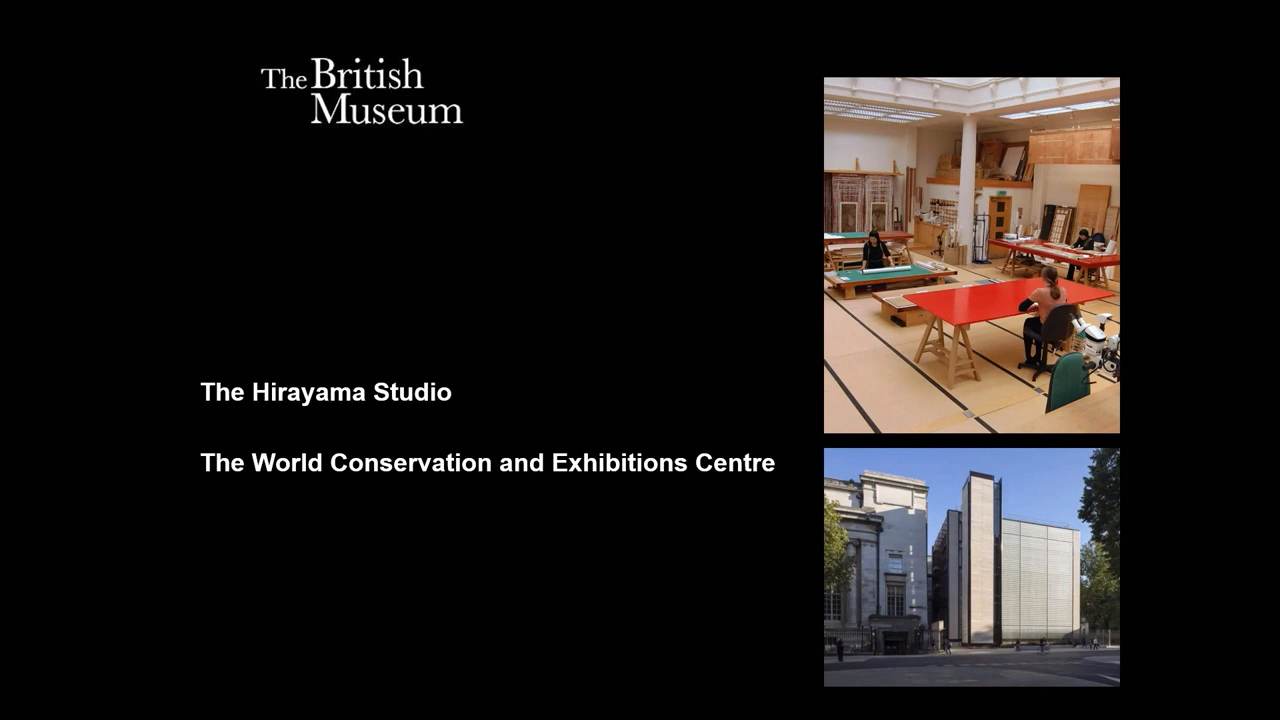 The British
Museum
The Hirayama Studio
The World Conservation and Exhibitions Centre